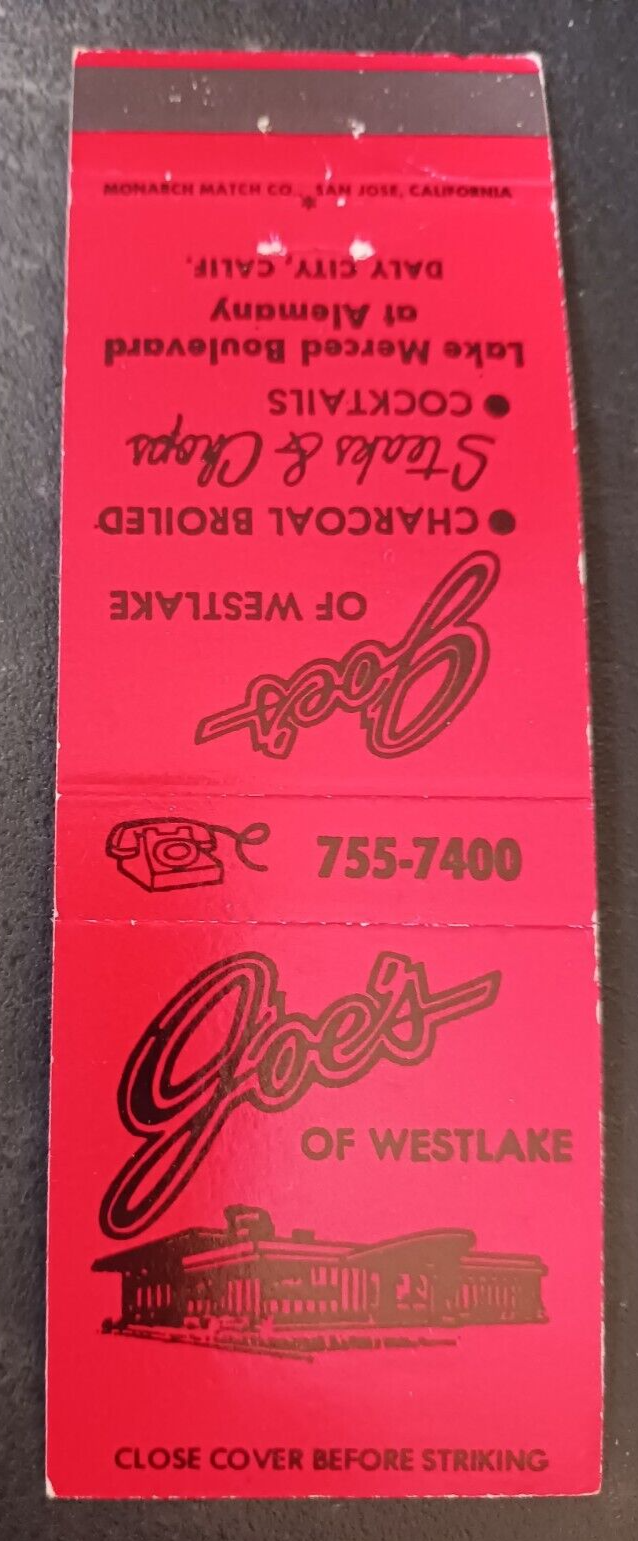 MONARCH MATCH CO., SAN JOSE, CALIFORNIA
Joe's
OF WESTLAKE
● CHARCOAL BROILED
Steaks & Chops
● COCKTAILS
Lake Merced Boulevard
at Alemany
DALY CITY, CALIF.
755-7400
Joe's
OF WESTLAKE
CLOSE COVER BEFORE STRIKING